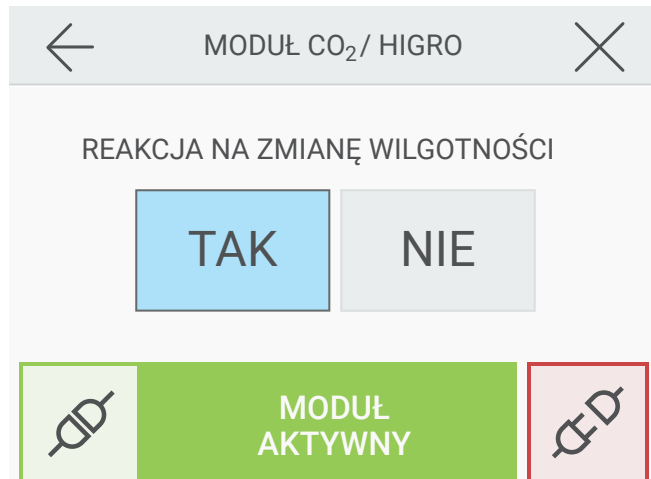 MODUŁ CO₂/ HIGRO
REAKCJA NA ZMIANĘ WILGOTNOŚCI
TAK NIE
MODUŁ
AKTYWNY